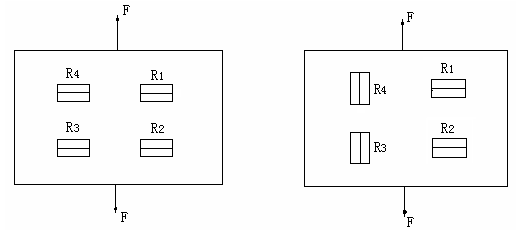 F F
R4 R1 R1
R4
R3 R2 R2
R3
F F